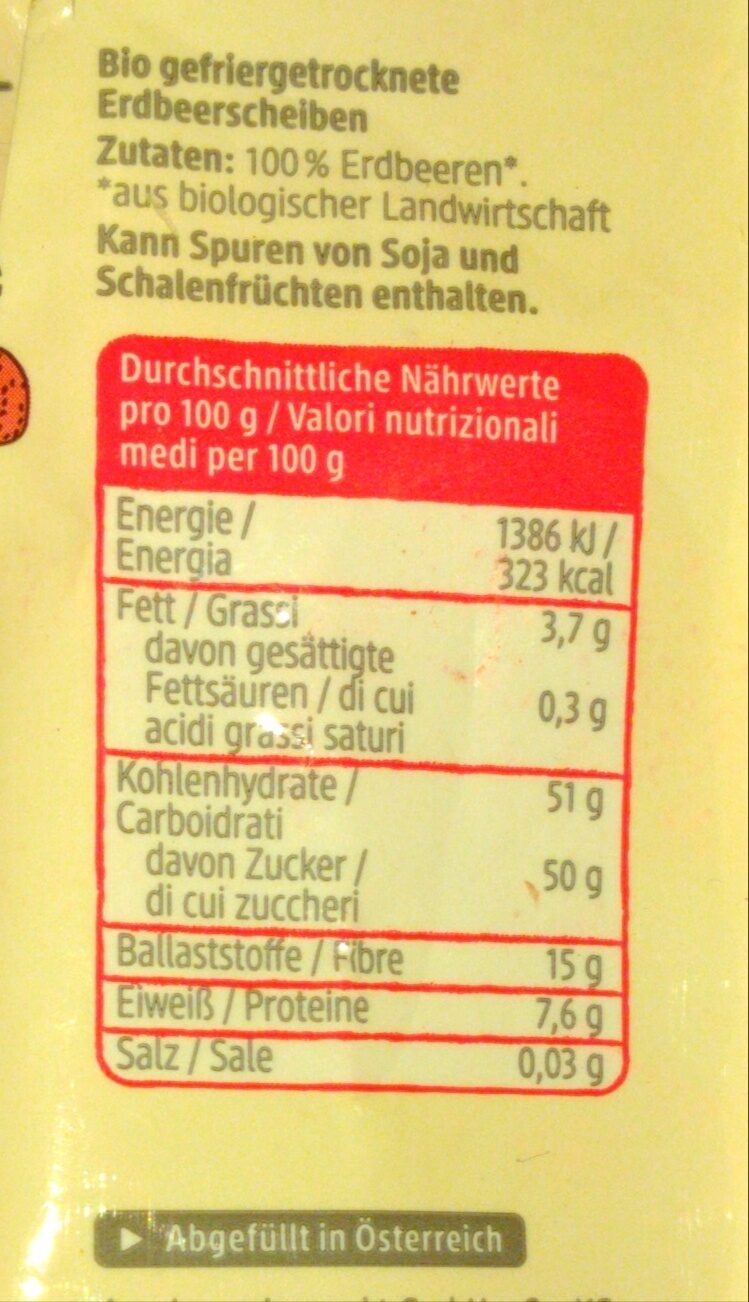 Bio gefriergetrocknete
Erdbeerscheiben
Zutaten: 100% Erdbeeren*.
*aus biologischer Landwirtschaft
Kann Spuren von Soja und
Schalenfrüchten enthalten.
Durchschnittliche Nährwerte
pro 100 g / Valori nutrizionali
medi per 100 g
Energie / 1386 kJ /
Energia 323 kcal
Fett / Grassi 3,7 g
davon gesättigte
Fettsäuren / di cui 0,3 g
acidi grassi saturi
Kohlenhydrate / 51 g
Carboidrati
davon Zucker / 50 g
di cui zuccheri
Ballaststoffe / Fibre 15 g
Eiweiß / Proteine 7,6 g
Salz / Sale 0,03 g
Abgefüllt in Österreich